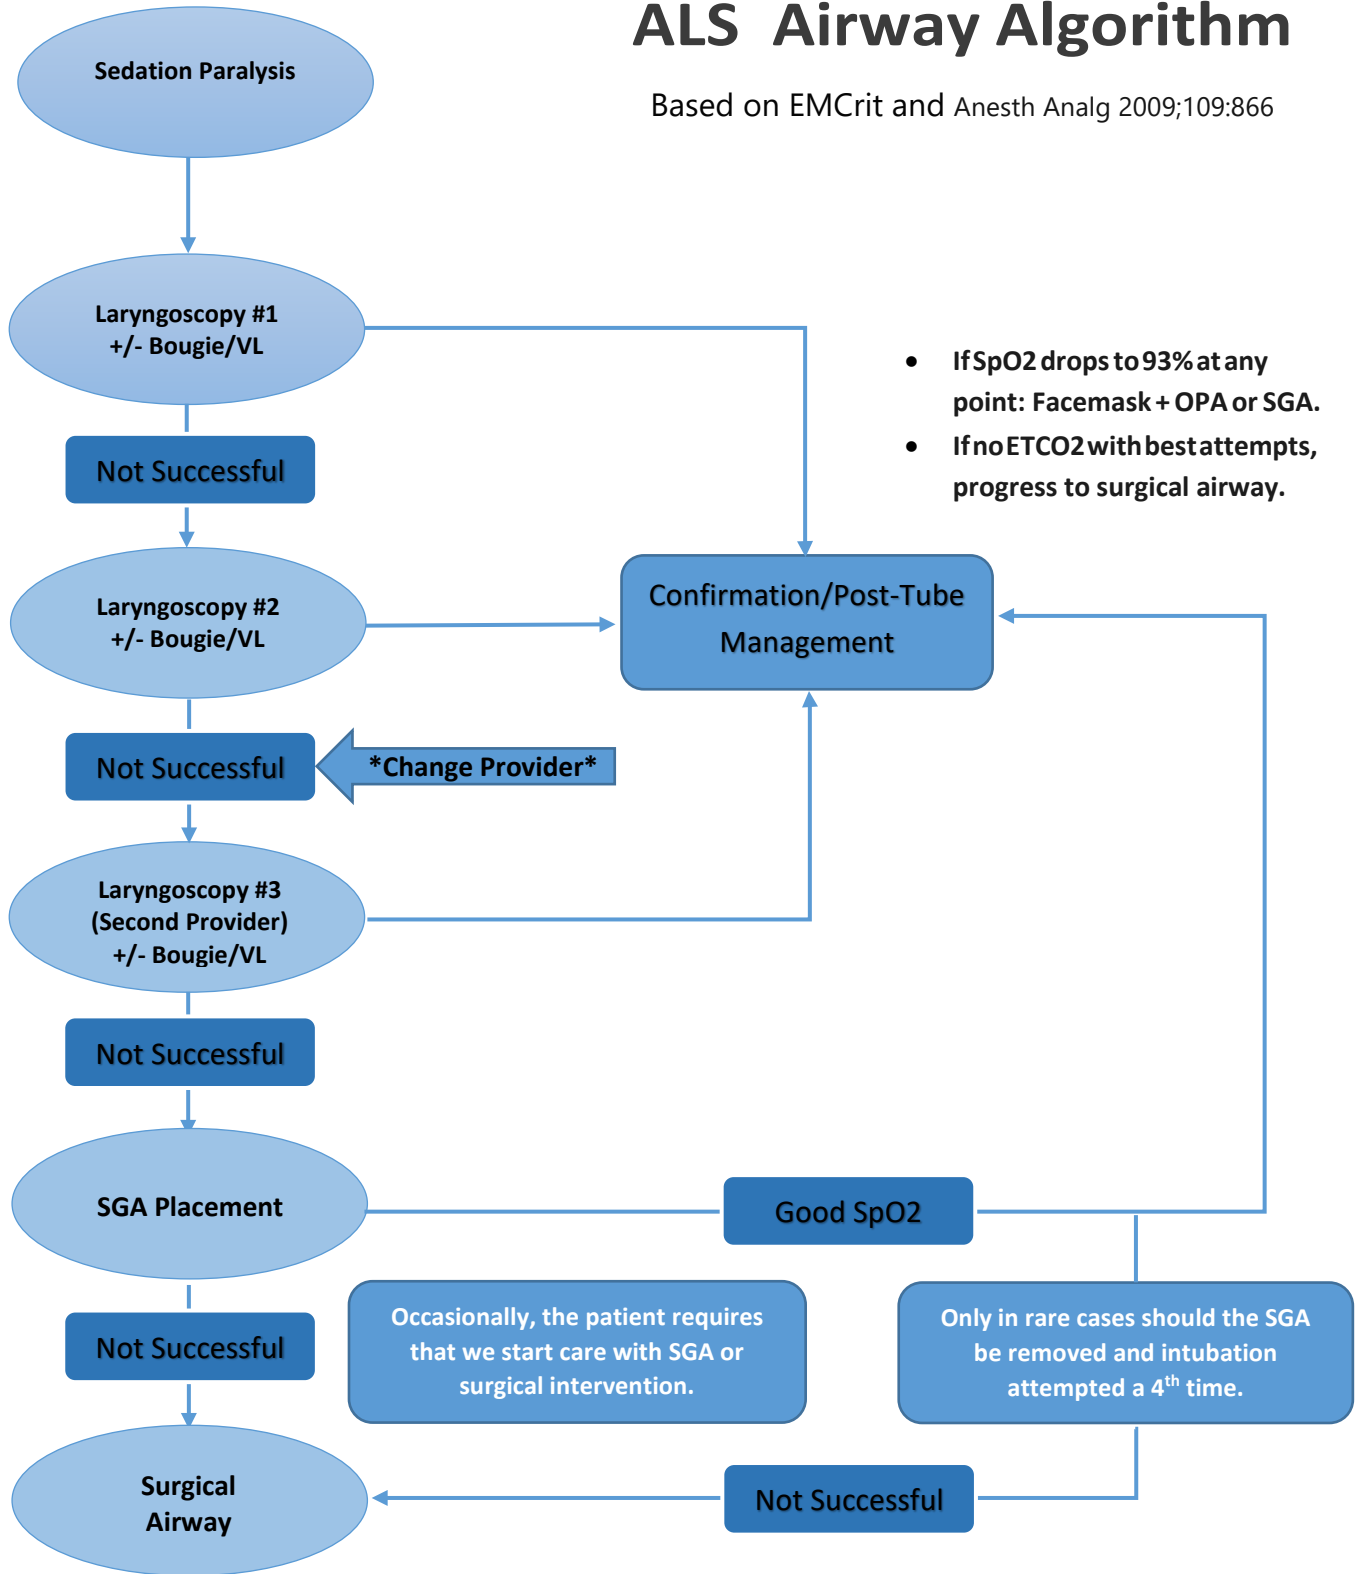 ALS Airway Algorithm
Based on EMCrit and Anesth Analg 2009;109:866
Sedation Paralysis
Laryngoscopy #1
+/- Bougie/VL
• If SpO2 drops to 93% at any
point: Facemask + OPA or SGA.
• If no ETCO2 with best attempts,
progress to surgical airway.
Not Successful
Laryngoscopy #2
+/- Bougie/VL
Confirmation/Post-Tube
Management
Not Successful
*Change Provider*
Laryngoscopy #3
(Second Provider)
+/- Bougie/VL
Not Successful
SGA Placement
Good SpO2
Occasionally, the patient requires
that we start care with SGA or
surgical intervention.
Only in rare cases should the SGA
be removed and intubation
attempted a 4th time.
Not Successful
Surgical
Airway
Not Successful